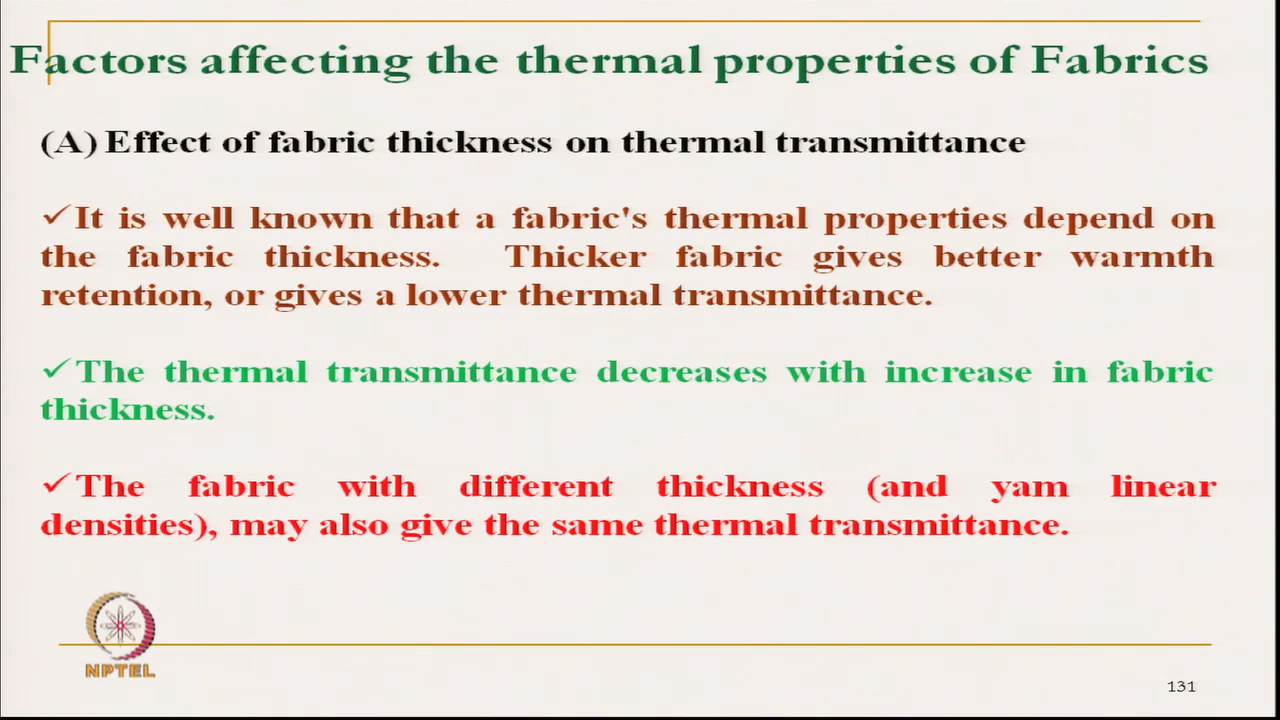 Factors affecting the thermal properties of Fabrics
(A) Effect of fabric thickness on thermal transmittance
✓It is well known that a fabric's thermal properties depend on
the fabric thickness. Thicker fabric gives better warmth
retention, or gives a lower thermal transmittance.
✓The thermal transmittance decreases with increase in fabric
thickness.
✓The fabric with different thickness (and yam linear
densities), may also give the same thermal transmittance.
NPTEL
131